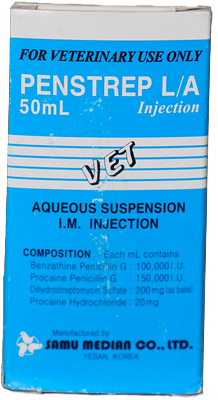 FOR VETERINARY USE ONLY
PENSTREP L/A
50mL Injection
VET
AQUEOUS SUSPENSION
I.M. INJECTION
COMPOSITION Each mL contains
Benzathine Penicillin G : 100,000 I.U.
Procaine Penicillin G : 150,000 I.U.
Dihydrostreptomycin Sulfate : 200mg (as base)
Procaine Hydrochloride : 20mg
Manufactured by
SAMU MEDIAN CO., LTD.
YESAN, KOREA